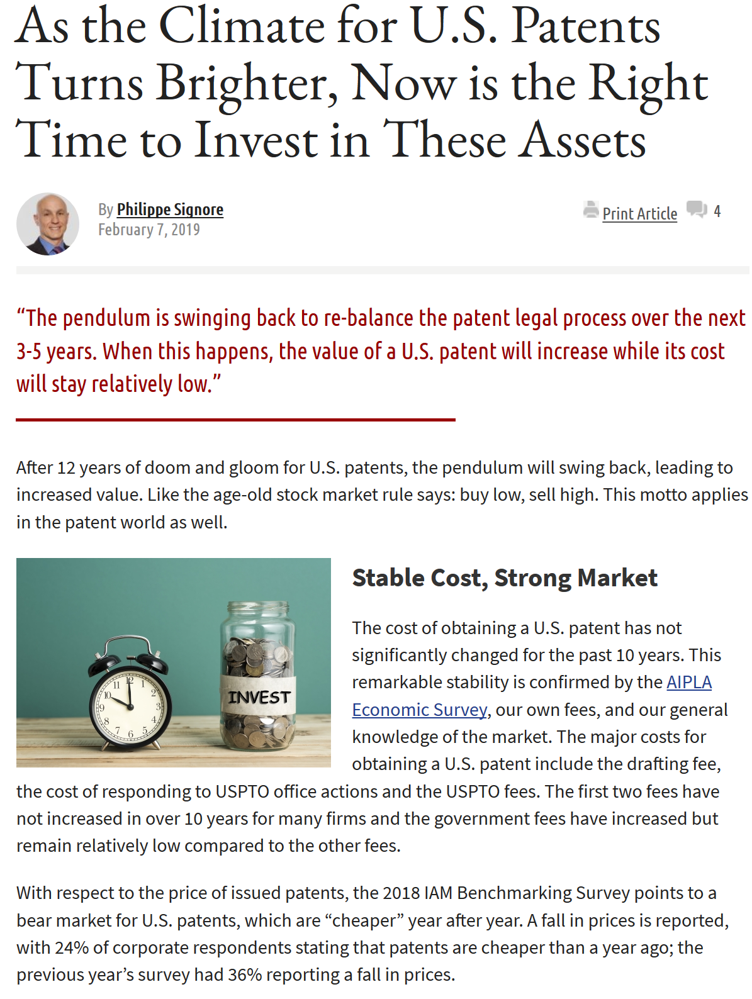 As the Climate for U.S. Patents
Turns Brighter, Now is the Right
Time to Invest in These Assets
By Philippe Signore
February 7, 2019
Print Article
4
“The pendulum is swinging back to re-balance the patent legal process over the next
3-5 years. When this happens, the value of a U.S. patent will increase while its cost
will stay relatively low.”
After 12 years of doom and gloom for U.S. patents, the pendulum will swing back, leading to
increased value. Like the age-old stock market rule says: buy low, sell high. This motto applies
in the patent world as well.
11 12 1
10 2
9 3
8 4
7 6 5
INVEST
Stable Cost, Strong Market
The cost of obtaining a U.S. patent has not
significantly changed for the past 10 years. This
remarkable stability is confirmed by the AIPLA
Economic Survey, our own fees, and our general
knowledge of the market. The major costs for
obtaining a U.S. patent include the drafting fee,
the cost of responding to USPTO office actions and the USPTO fees. The first two fees have
not increased in over 10 years for many firms and the government fees have increased but
remain relatively low compared to the other fees.
With respect to the price of issued patents, the 2018 IAM Benchmarking Survey points to a
bear market for U.S. patents, which are “cheaper” year after year. A fall in prices is reported,
with 24% of corporate respondents stating that patents are cheaper than a year ago; the
previous year’s survey had 36% reporting a fall in prices.